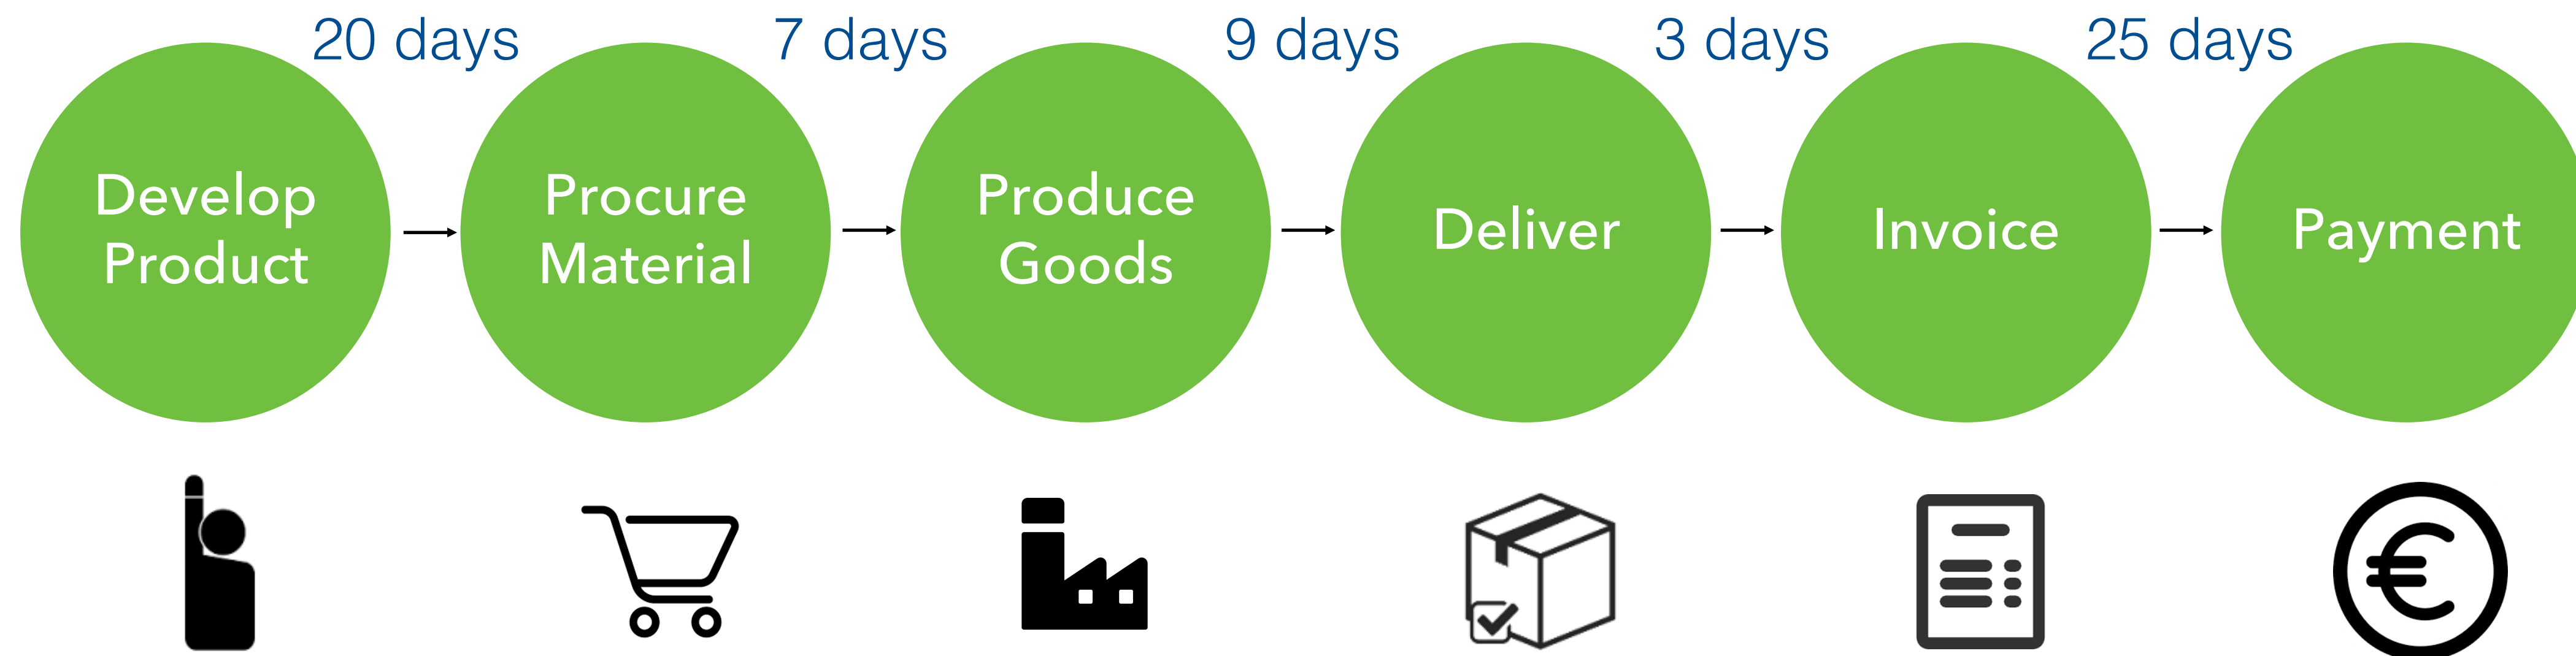 20 days
7 days
9 days
3 days
25 days
Develop
Product
Procure
Material
Produce
Goods
Deliver
Invoice
Payment